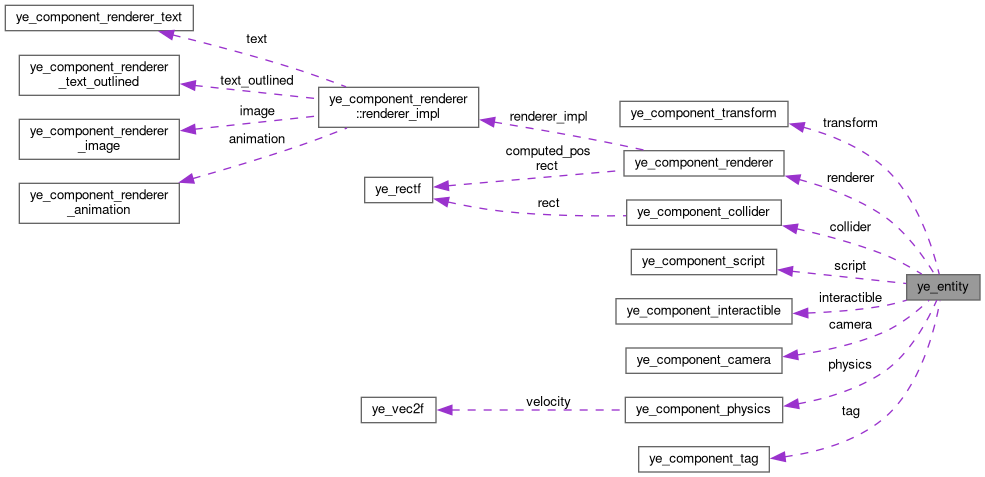 ye_component_renderer_text
text
ye_component_renderer
_text_outlined
text_outlined
ye_component_renderer
_image
image
ye_component_renderer
_animation
animation
ye_component_renderer
::renderer_impl
renderer_impl
ye_rectf
computed_pos
rect
rect
ye_component_transform
transform
ye_component_renderer
renderer
ye_component_collider
collider
ye_component_script
script
ye_component_interactible
interactible
ye_component_camera
camera
ye_vec2f
velocity
ye_component_physics
physics
ye_component_tag
tag
ye_entity